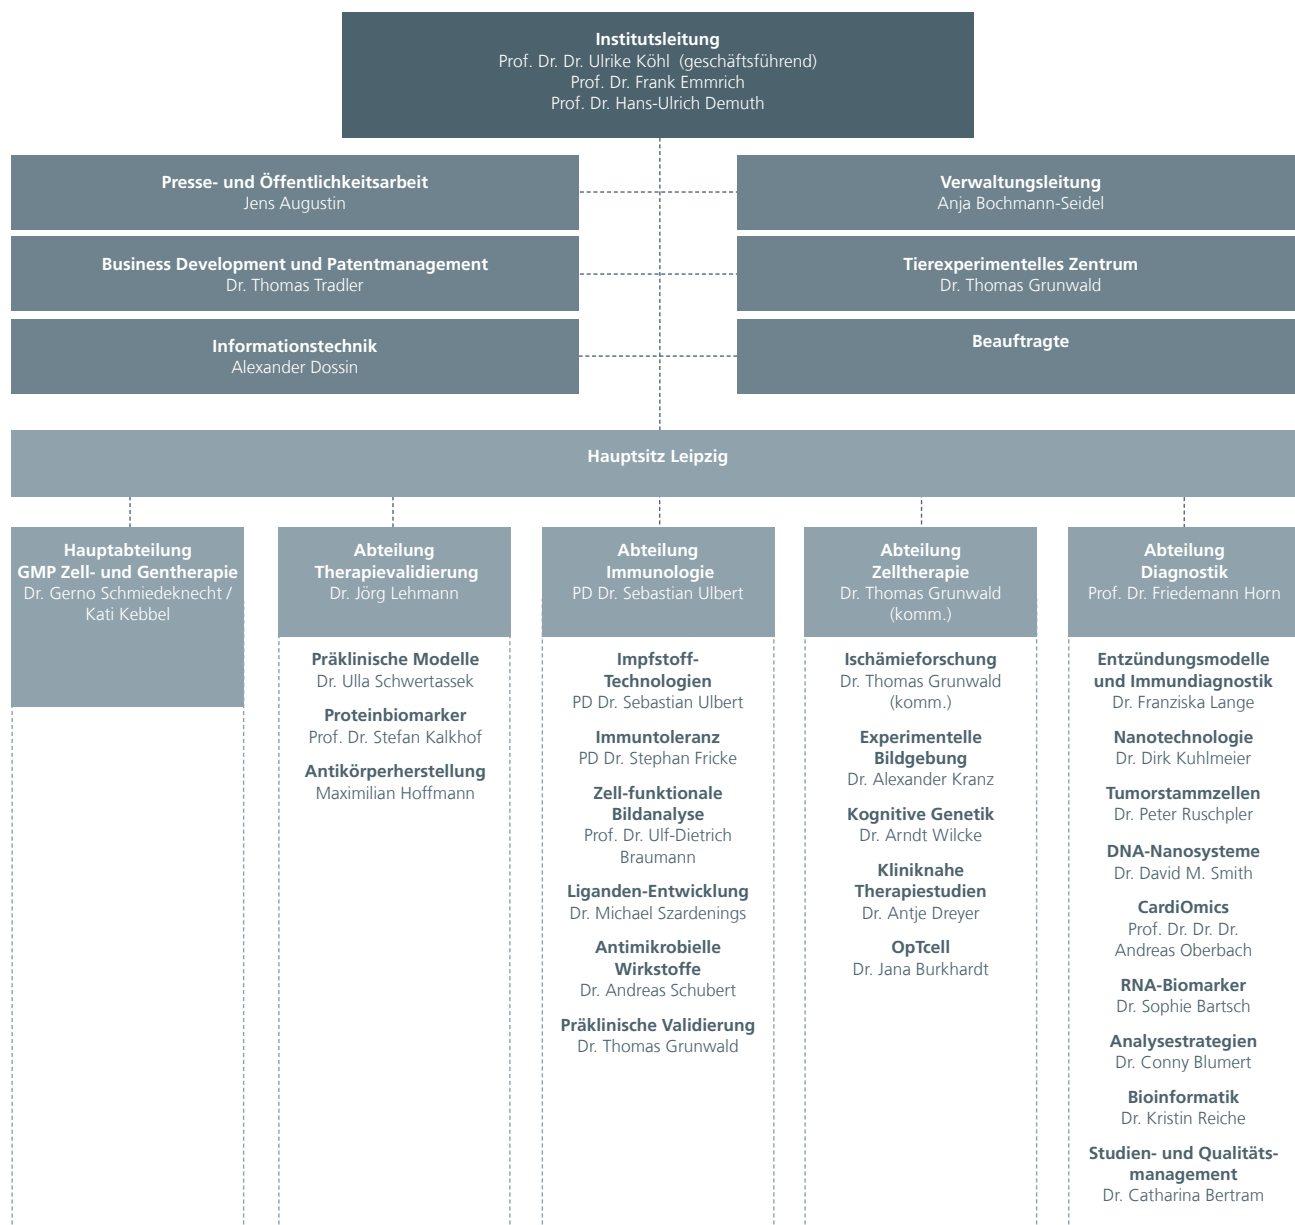 Institutsleitung
Prof. Dr. Dr. Ulrike Köhl (geschäftsführend)
Prof. Dr. Frank Emmrich
Prof. Dr. Hans-Ulrich Demuth
Presse- und Öffentlichkeitsarbeit
Jens Augustin
Verwaltungsleitung
Anja Bochmann-Seidel
Business Development und Patentmanagement
Dr. Thomas Tradler
Tierexperimentelles Zentrum
Dr. Thomas Grunwald
Informationstechnik
Alexander Dossin
Beauftragte
Hauptsitz Leipzig
Hauptabteilung
GMP Zell- und Gentherapie
Dr. Gerno Schmiedeknecht /
Kati Kebbel
Abteilung
Therapievalidierung
Dr. Jörg Lehmann
Präklinische Modelle
Dr. Ulla Schwertassek
Proteinbiomarker
Prof. Dr. Stefan Kalkhof
Antikörperherstellung
Maximilian Hoffmann
Abteilung
Immunologie
PD Dr. Sebastian Ulbert
Impfstoff-
Technologien
PD Dr. Sebastian Ulbert
Immuntoleranz
PD Dr. Stephan Fricke
Zell-funktionale
Bildanalyse
Prof. Dr. Ulf-Dietrich
Braumann
Liganden-Entwicklung
Dr. Michael Szardenings
Antimikrobielle
Wirkstoffe
Dr. Andreas Schubert
Präklinische Validierung
Dr. Thomas Grunwald
Abteilung
Zelltherapie
Dr. Thomas Grunwald
(komm.)
Ischämieforschung
Dr. Thomas Grunwald
(komm.)
Experimentelle
Bildgebung
Dr. Alexander Kranz
Kognitive Genetik
Dr. Arndt Wilcke
Kliniknahe
Therapiestudien
Dr. Antje Dreyer
OpTcell
Dr. Jana Burkhardt
Abteilung
Diagnostik
Prof. Dr. Friedemann Horn
Entzündungsmodelle
und Immundiagnostik
Dr. Franziska Lange
Nanotechnologie
Dr. Dirk Kuhlmeier
Tumorstammzellen
Dr. Peter Ruschpler
DNA-Nanosysteme
Dr. David M. Smith
CardiOmics
Prof. Dr. Dr. Dr.
Andreas Oberbach
RNA-Biomarker
Dr. Sophie Bartsch
Analysestrategien
Dr. Conny Blumert
Bioinformatik
Dr. Kristin Reiche
Studien- und Qualitäts-
management
Dr. Catharina Bertram